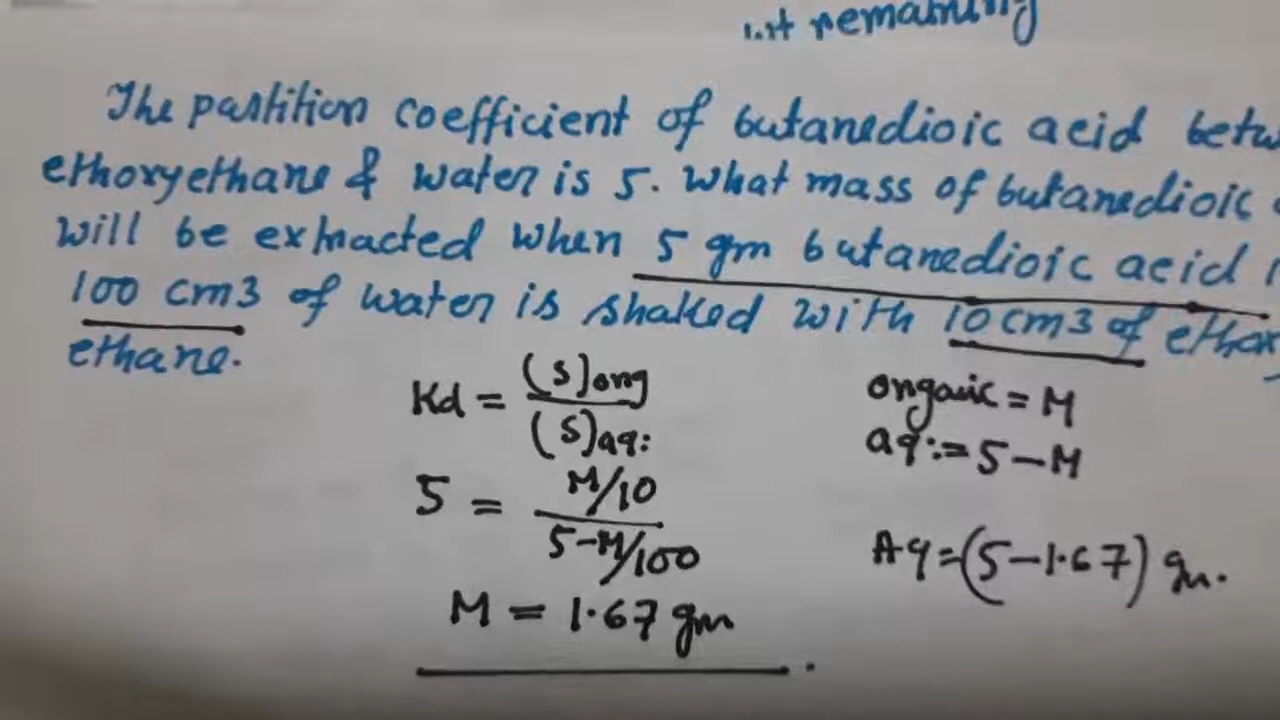 remaining
The partition coefficient of butanedioic acid betw
ethoxyethane & water is 5. What mass of butanedioic
will be extracted when 5 gm butanedioic acid
100 cm3 of water is shaked with 10 cm3 of ethox
ethane.
Kd = (S)org / (S)aq:
organic = M
aq: = 5 - M
5 = M/10 / 5-M/100
Aq = (5-1.67) gm.
M = 1.67 gm